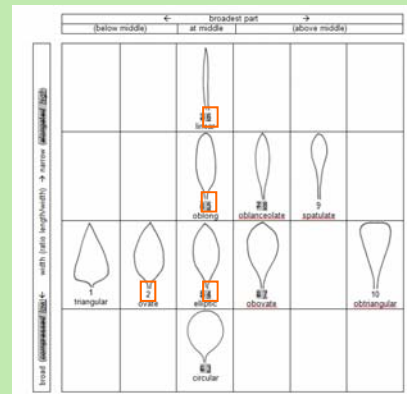 ← broadest part →
(below middle) at middle (above middle)
broad ← width (ratio length/width) → narrow
linear
oblong
oblanceolate
9
spatulate
1
triangular
2
ovate
elliptic
obovate
10
obtriangular
circular